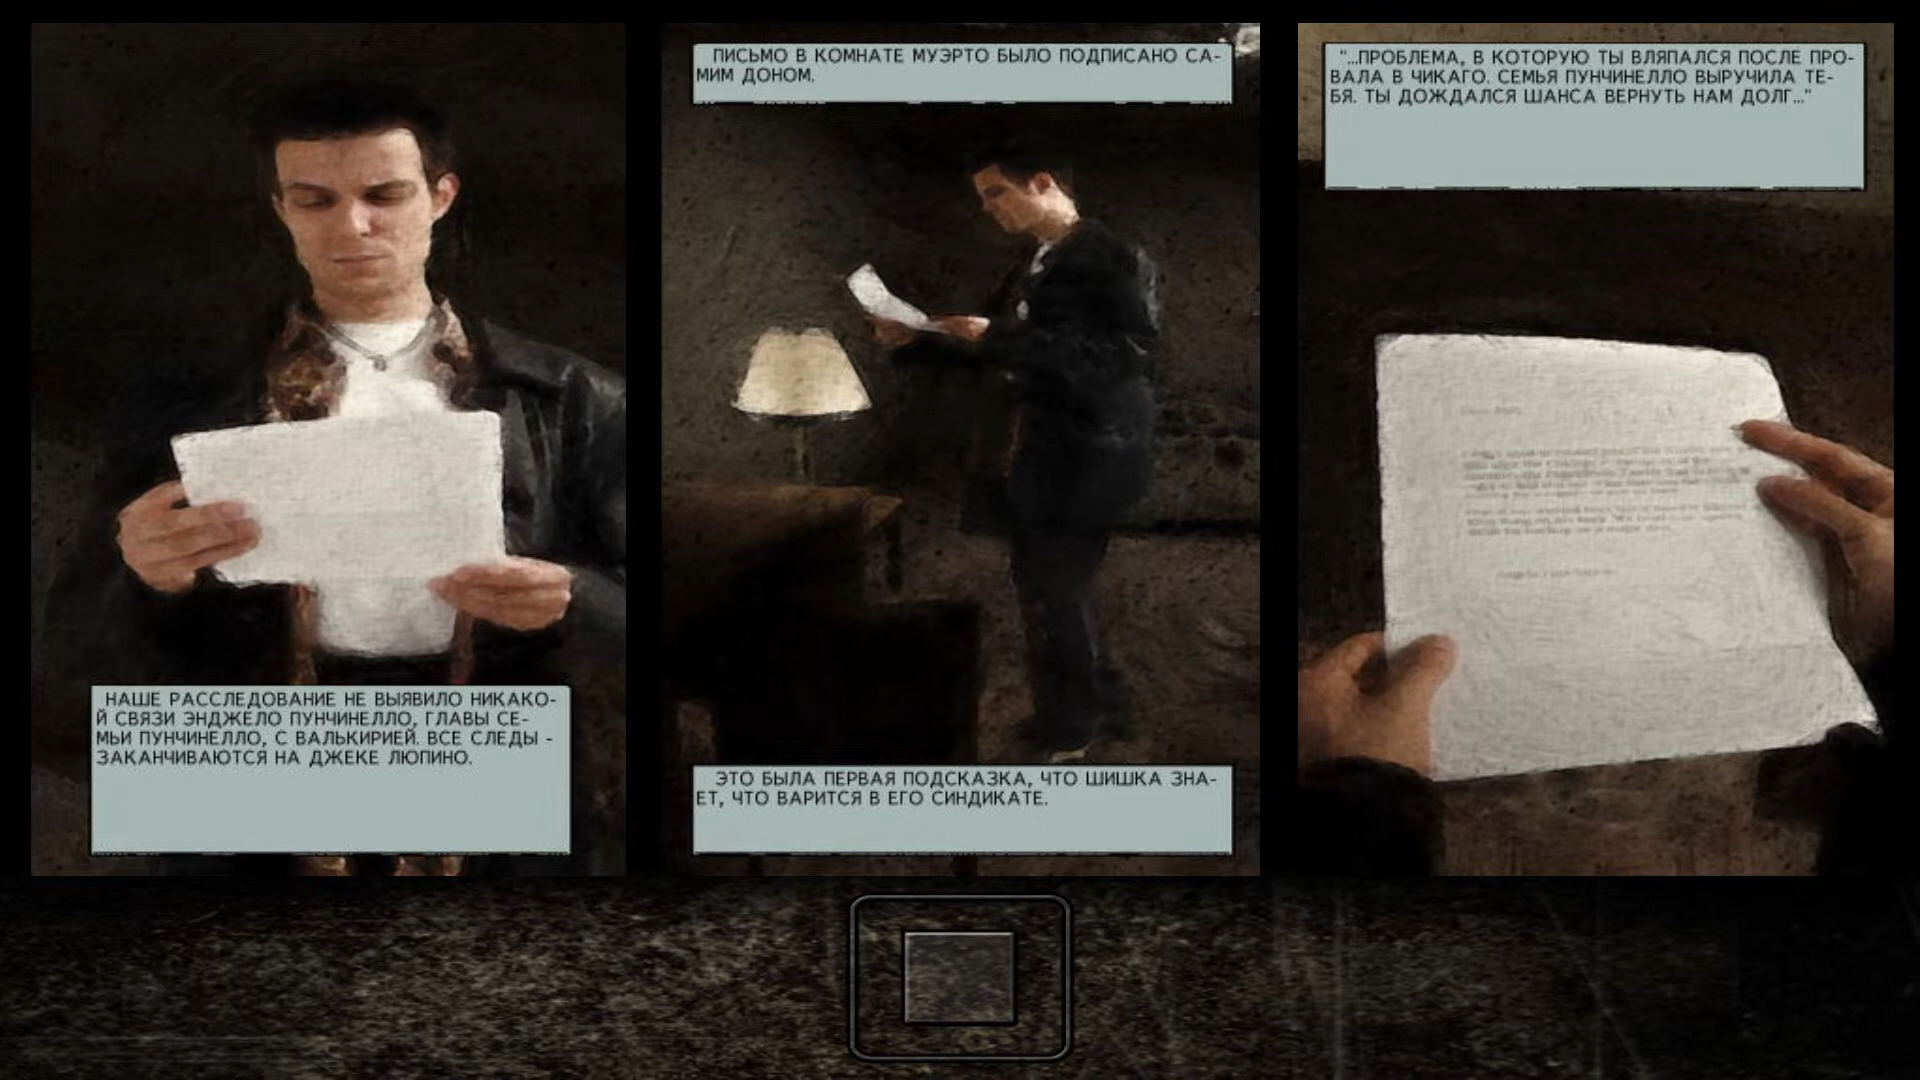 НАШЕ РАССЛЕДОВАНИЕ НЕ ВЫЯВИЛО НИКАКО-
Й СВЯЗИ ЭНДЖЕЛО ПУНЧИНЕЛЛО, ГЛАВЫ СЕ-
МЬИ ПУНЧИНЕЛЛО, С ВАЛЬКИРИЕЙ. ВСЕ СЛЕДЫ -
ЗАКАНЧИВАЮТСЯ НА ДЖЕКЕ ЛЮПИНО.
ПИСЬМО В КОМНАТЕ МУЭРТО БЫЛО ПОДПИСАНО СА-
МИМ ДОНОМ.
ЭТО БЫЛА ПЕРВАЯ ПОДСКАЗКА, ЧТО ШИШКА ЗНА-
ЕТ, ЧТО ВАРИТСЯ В ЕГО СИНДИКАТЕ.
"...ПРОБЛЕМА, В КОТОРУЮ ТЫ ВЛЯПАЛСЯ ПОСЛЕ ПРО-
ВАЛА В ЧИКАГО. СЕМЬЯ ПУНЧИНЕЛЛО ВЫРУЧИЛА ТЕ-
БЯ. ТЫ ДОЖДАЛСЯ ШАНСА ВЕРНУТЬ НАМ ДОЛГ..."